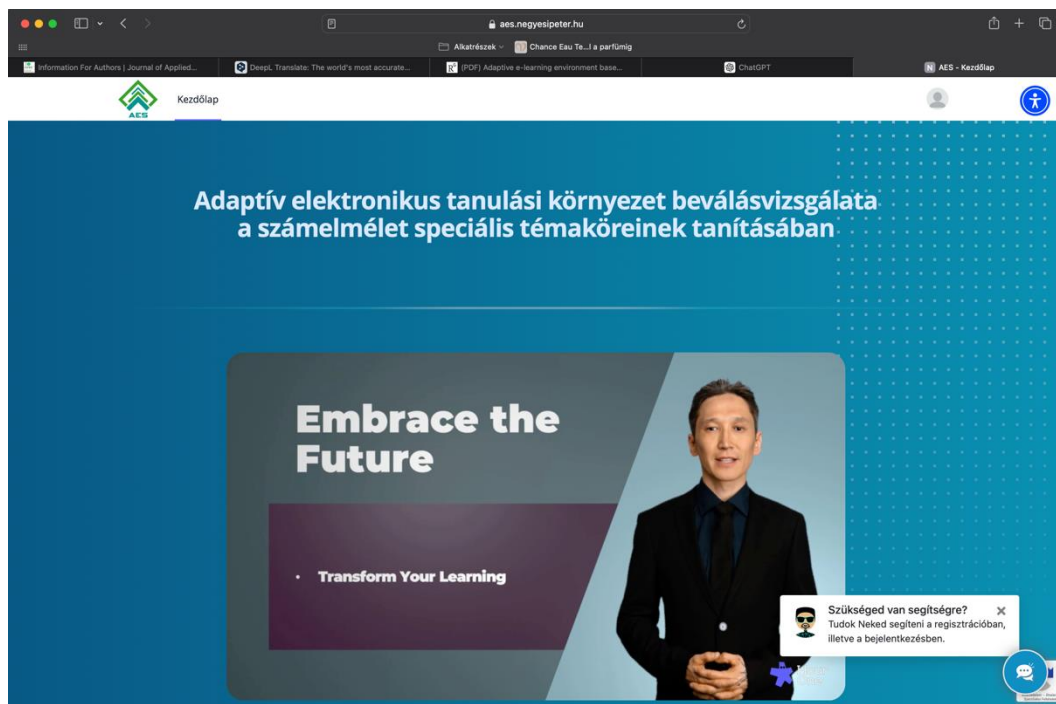 aes.negyesipeter.hu
Alkatrészek
Chance Eau Te...l a parfümig
Information For Authors | Journal of Applied...
DeepL Translate: The world's most accurate...
(PDF) Adaptive e-learning environment base...
ChatGPT
AES - Kezdőlap
AES
Kezdőlap
Adaptív elektronikus tanulási környezet beválásvizsgálata
a számelmélet speciális témaköreinek tanításában
Embrace the
Future
• Transform Your Learning
Szükséged van segítségre?
Tudok Neked segíteni a regisztrációban,
illetve a bejelentkezésben.